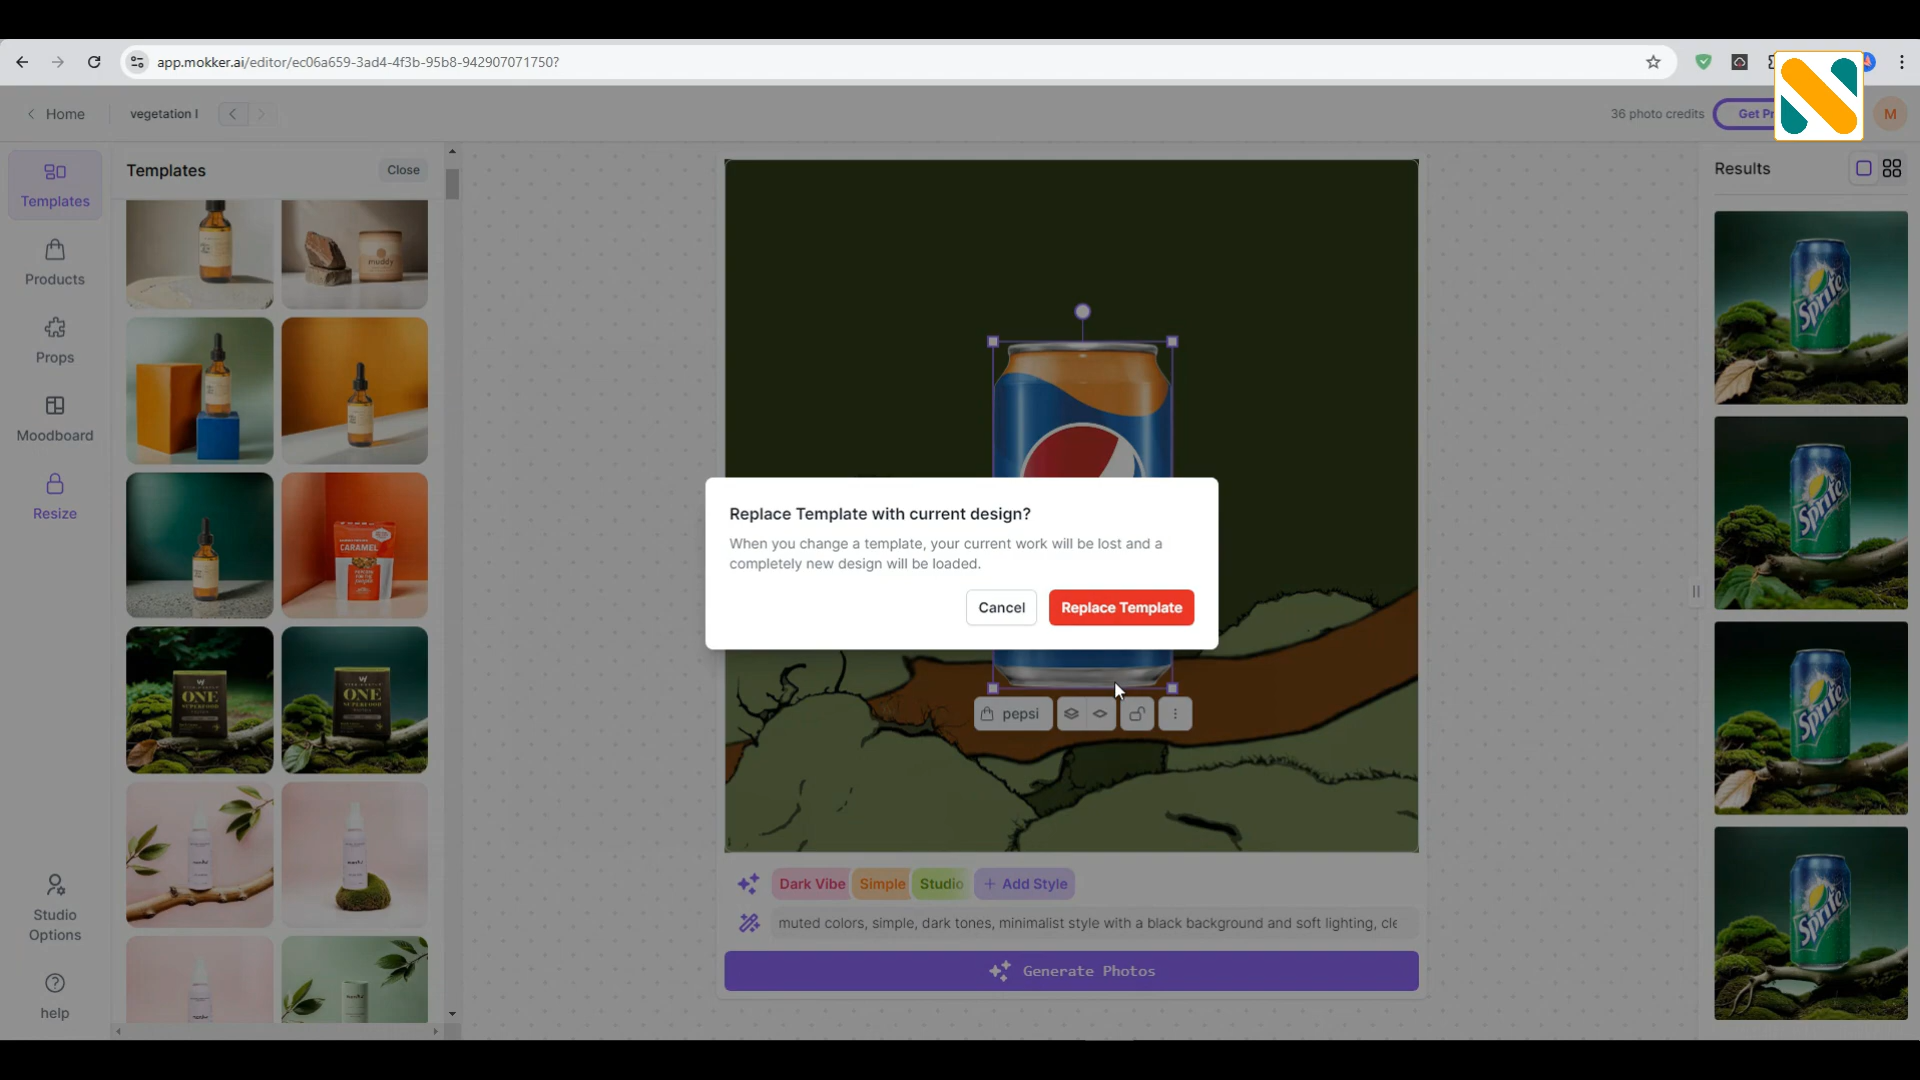 app.mokker.ai/editor/ec06a659-3ad4-4f3b-95b8-942907071750?
Home
vegetation I
36 photo credits
Get Pr
M
Templates
Close
Results
Templates
Products
Props
Moodboard
Resize
Studio
Options
help
muddy
CARAMEL
ONE
ONE
Sprite
Sprite
Sprite
Sprite
Replace Template with current design?
When you change a template, your current work will be lost and a
completely new design will be loaded.
Cancel
Replace Template
pepsi
Dark Vibe
Simple
Studio
+ Add Style
muted colors, simple, dark tones, minimalist style with a black background and soft lighting, cle
Generate Photos